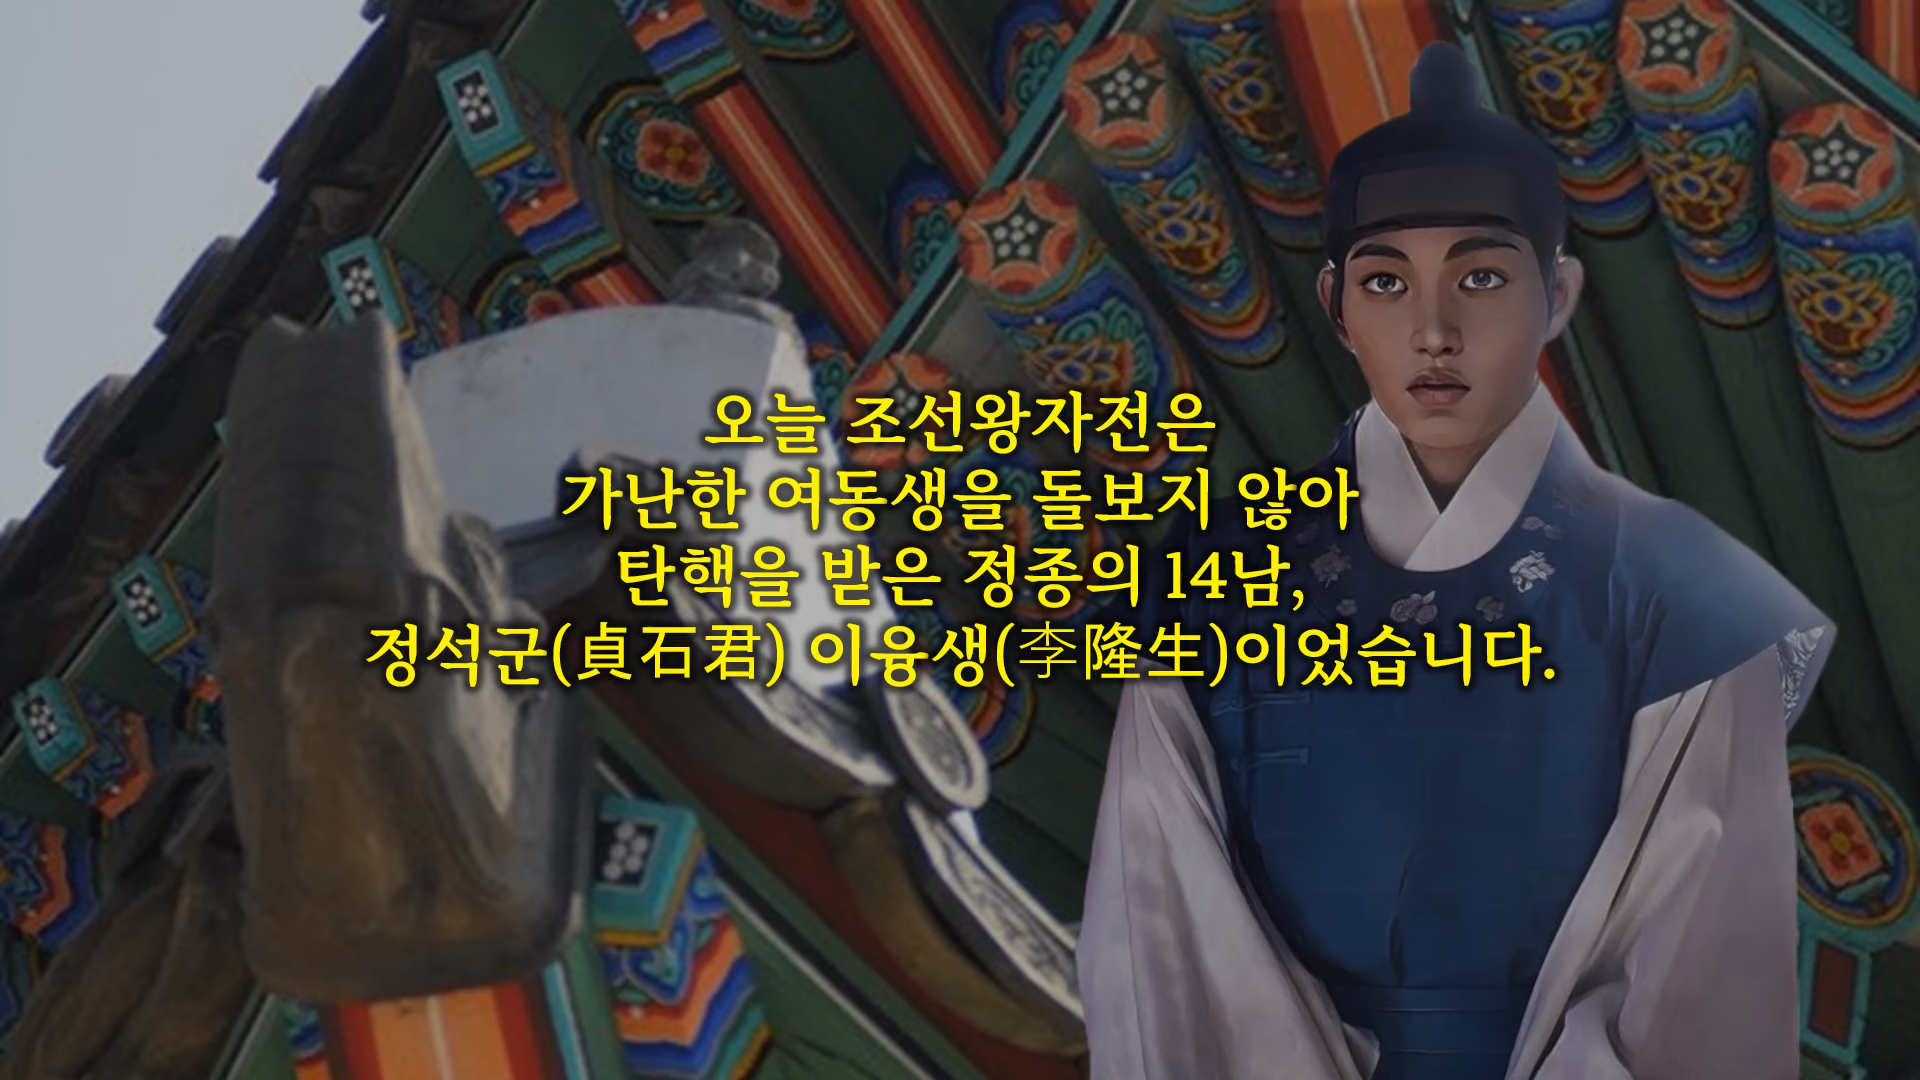 오늘 조선왕자전은
가난한 여동생을 돌보지 않아
탄핵을 받은 정종의 14남,
정석군(貞石君) 이융생(李隆生)이었습니다.